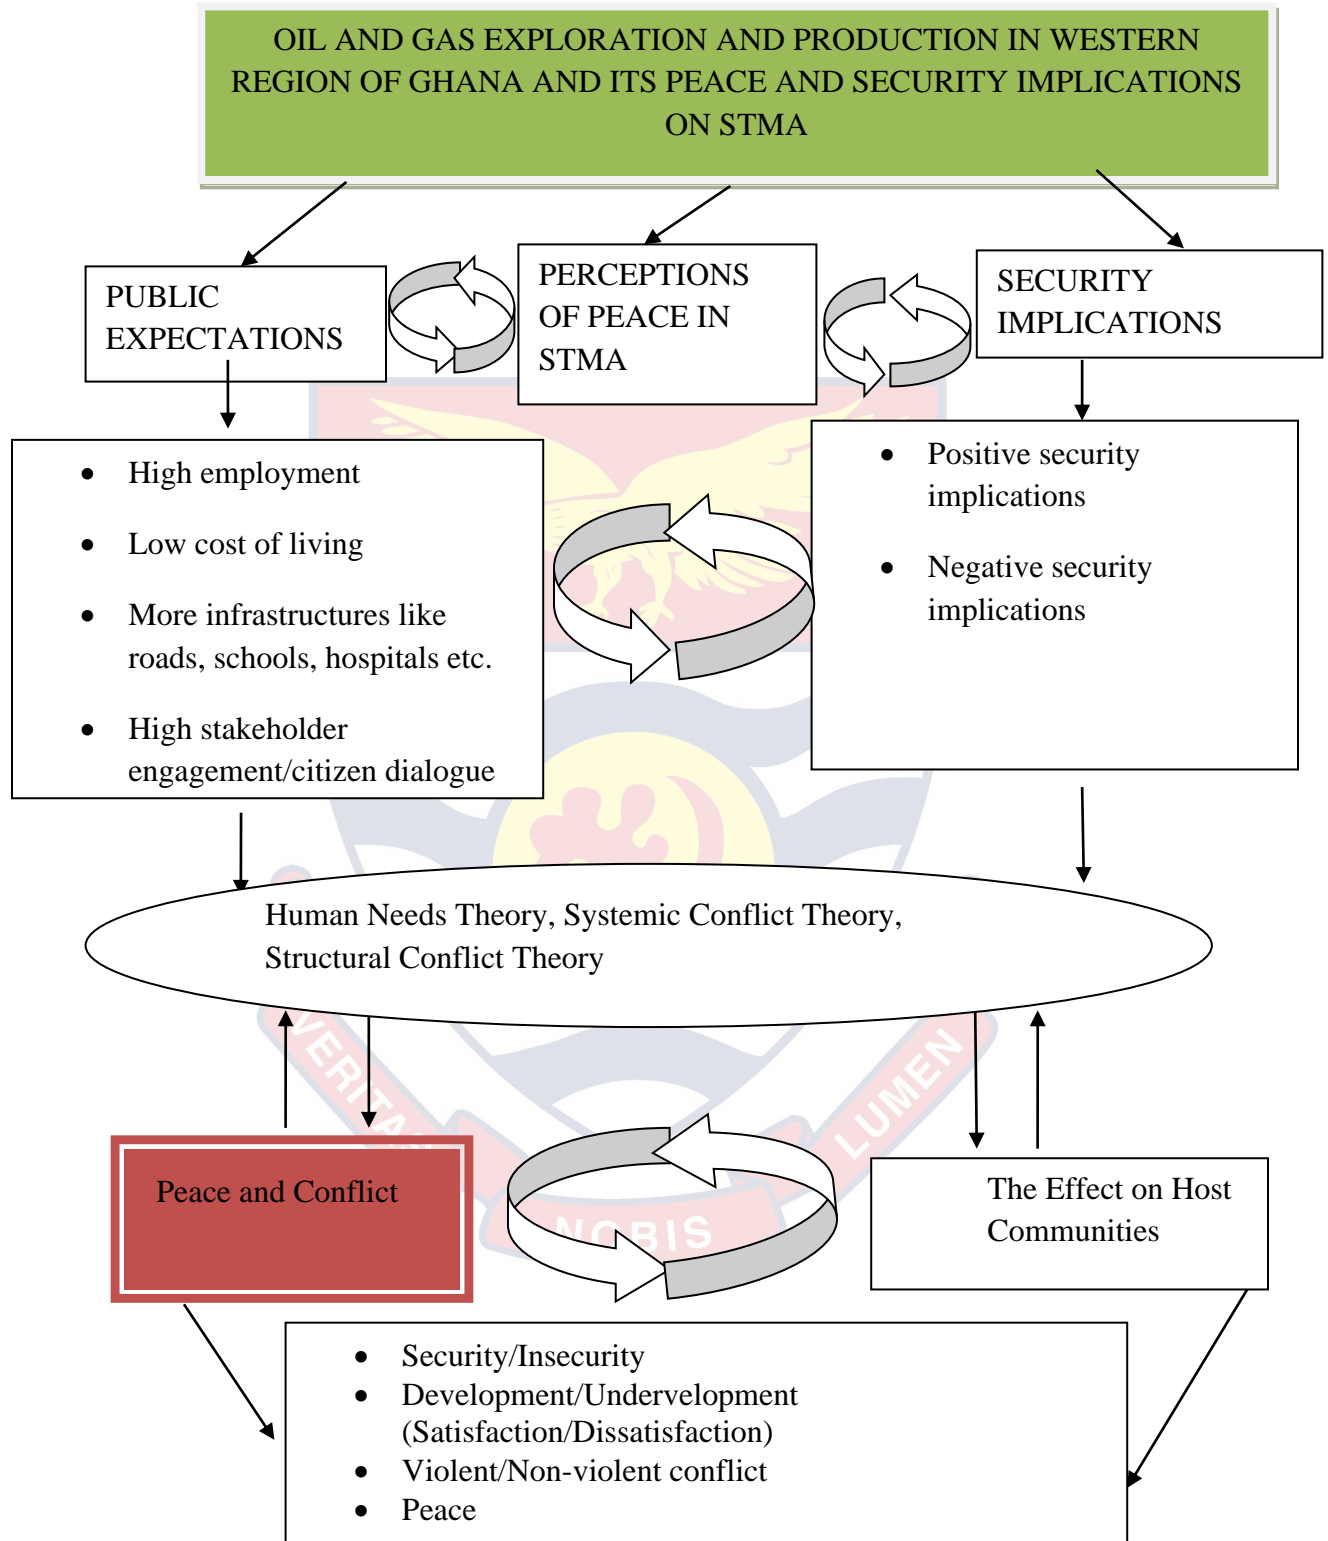 OIL AND GAS EXPLORATION AND PRODUCTION IN WESTERN
REGION OF GHANA AND ITS PEACE AND SECURITY IMPLICATIONS
ON STMA
PUBLIC
EXPECTATIONS
PERCEPTIONS
OF PEACE IN
STMA
SECURITY
IMPLICATIONS
• High employment
• Low cost of living
• More infrastructures like
roads, schools, hospitals etc.
• High stakeholder
engagement/citizen dialogue
• Positive security
implications
• Negative security
implications
Human Needs Theory, Systemic Conflict Theory,
Structural Conflict Theory
Peace and Conflict
The Effect on Host
Communities
• Security/Insecurity
• Development/Undervelopment
(Satisfaction/Dissatisfaction)
• Violent/Non-violent conflict
• Peace
VERITAS
NOBIS
LUMEN